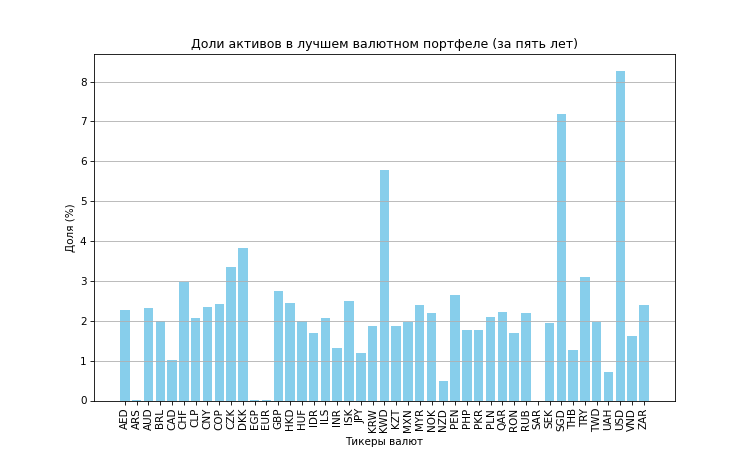 Доли активов в лучшем валютном портфеле (за пять лет)
Доля (%)
8
7
6
5
4
3
2
1
0
AED ARS AUD BRL CAD CHF CLP CNY COP CZK DKK EGP EUR GBP HKD HUF IDR ILS INR ISK JPY KRW KWD KZT MXN MYR NOK NZD PEN PHP PKR PLN QAR RON RUB SAR SEK SGD THB TRY TWD UAH USD VND ZAR
Тикеры валют